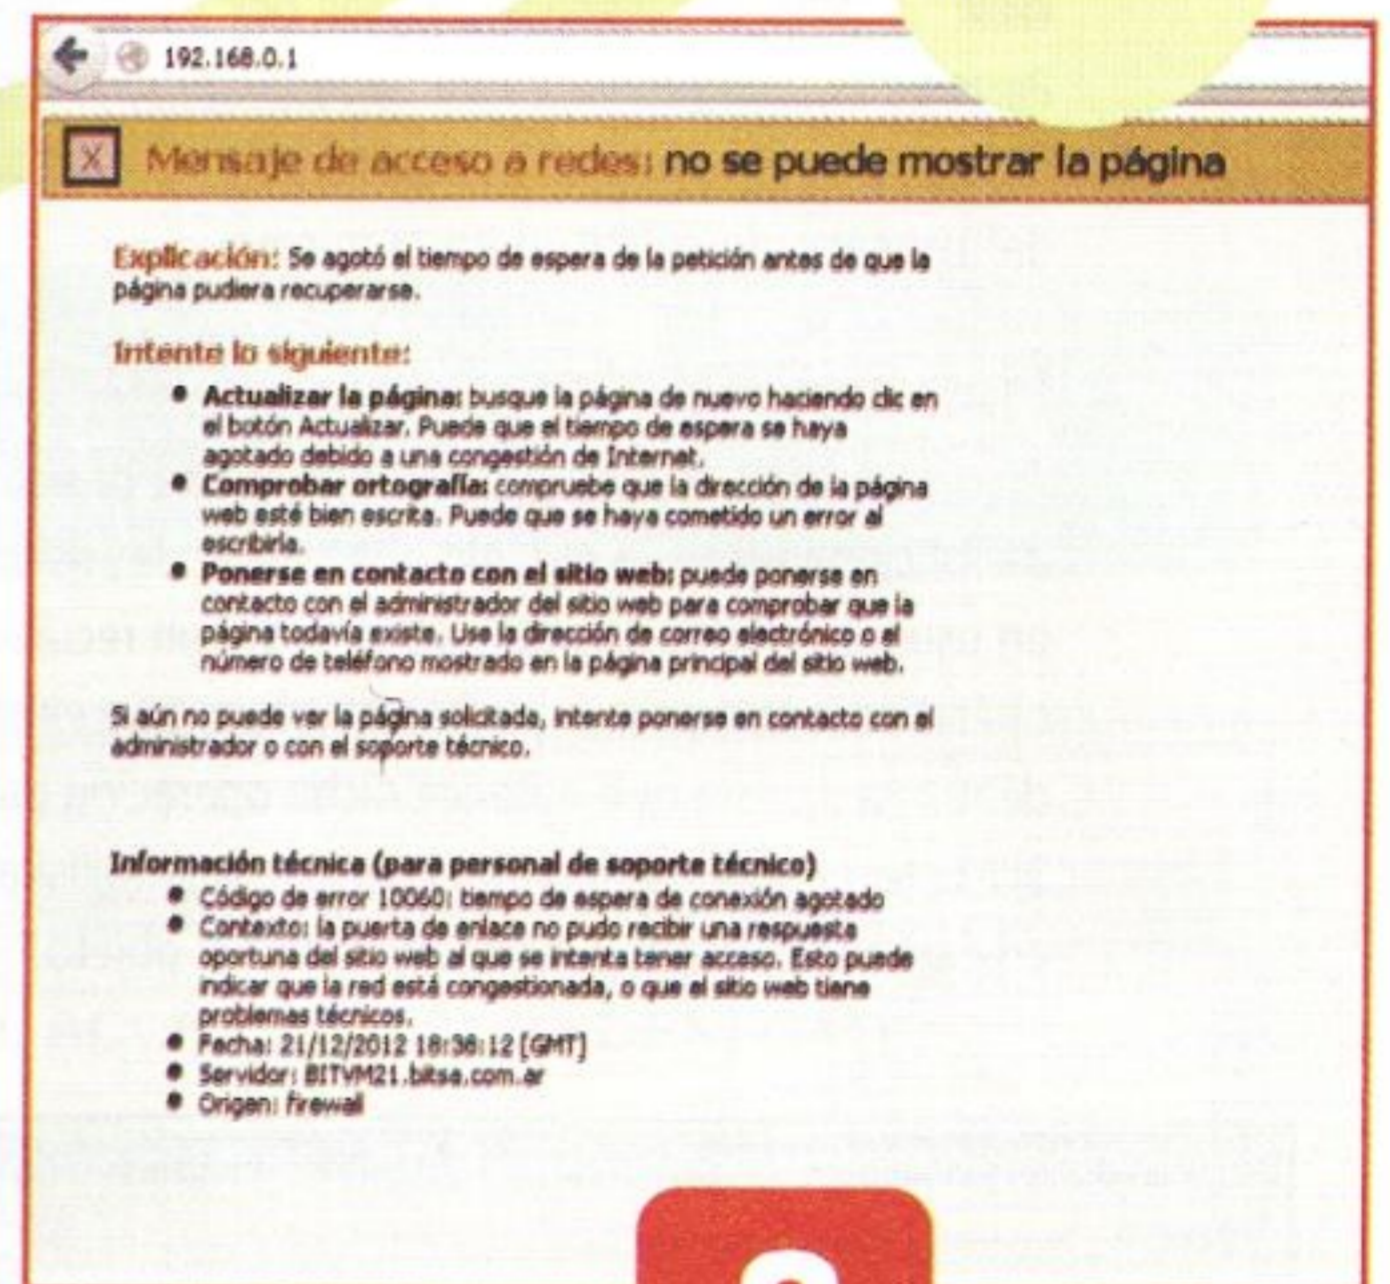 192.168.0.1
X Mensaje de acceso a redes: no se puede mostrar la página
Explicación: Se agotó el tiempo de espera de la petición antes de que la
página pudiera recuperarse.
Intente lo siguiente:
● Actualizar la página: busque la página de nuevo haciendo clic en
el botón Actualizar. Puede que el tiempo de espera se haya
agotado debido a una congestión de Internet.
● Comprobar ortografía: compruebe que la dirección de la página
web esté bien escrita. Puede que se haya cometido un error al
escribirla.
● Ponerse en contacto con el sitio web: puede ponerse en
contacto con el administrador del sitio web para comprobar que la
página todavía existe. Use la dirección de correo electrónico o el
número de teléfono mostrado en la página principal del sitio web.
Si aún no puede ver la página solicitada, intente ponerse en contacto con el
administrador o con el soporte técnico.
Información técnica (para personal de soporte técnico)
● Código de error 10060: tiempo de espera de conexión agotado
● Contexto: la puerta de enlace no pudo recibir una respuesta
oportuna del sitio web al que se intenta tener acceso. Esto puede
indicar que la red está congestionada, o que el sitio web tiene
problemas técnicos.
● Fecha: 21/12/2012 18:38:12 [GMT]
● Servidor: BITVM21.bitsa.com.ar
● Origen: firewall